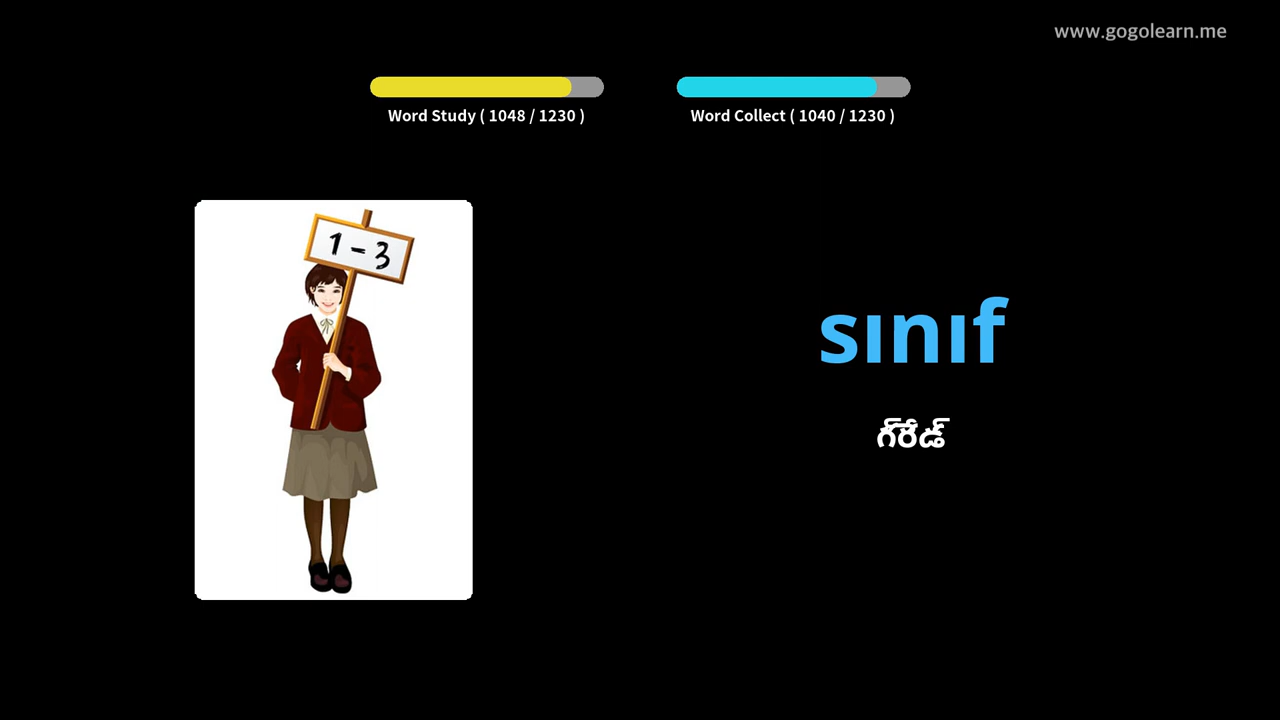 www.gogolearn.me
Word Study ( 1048 / 1230 )
Word Collect ( 1040 / 1230 )
1 - 3
sınıf
గ్రేడ్